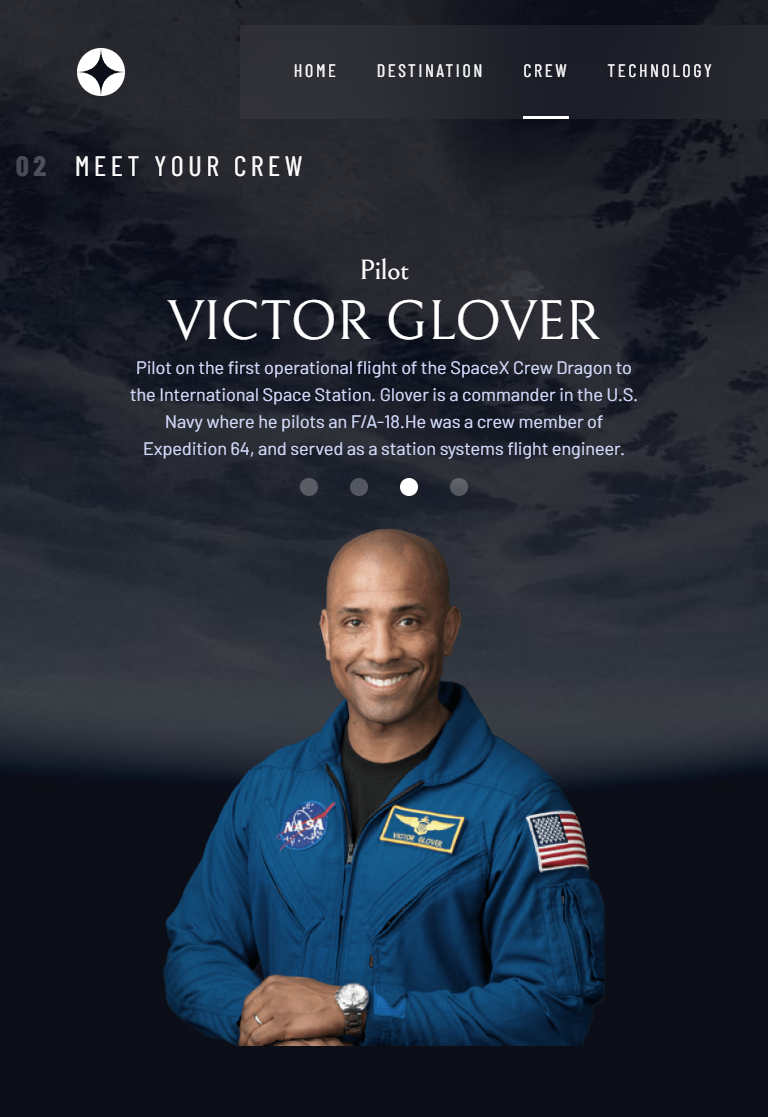 HOME DESTINATION CREW TECHNOLOGY
02 MEET YOUR CREW
Pilot
VICTOR GLOVER
Pilot on the first operational flight of the SpaceX Crew Dragon to
the International Space Station. Glover is a commander in the U.S.
Navy where he pilots an F/A-18.He was a crew member of
Expedition 64, and served as a station systems flight engineer.
NASA
VICTOR GLOVER